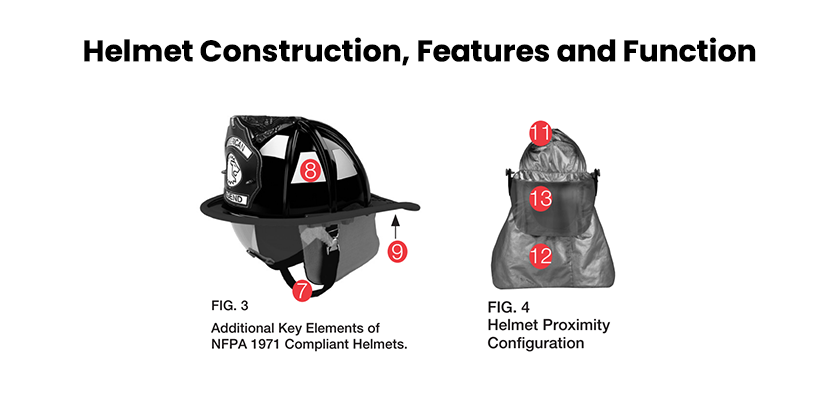 Helmet Construction, Features and Function
8
9
7
FIG. 3
Additional Key Elements of
NFPA 1971 Compliant Helmets.
11
13
12
FIG. 4
Helmet Proximity
Configuration